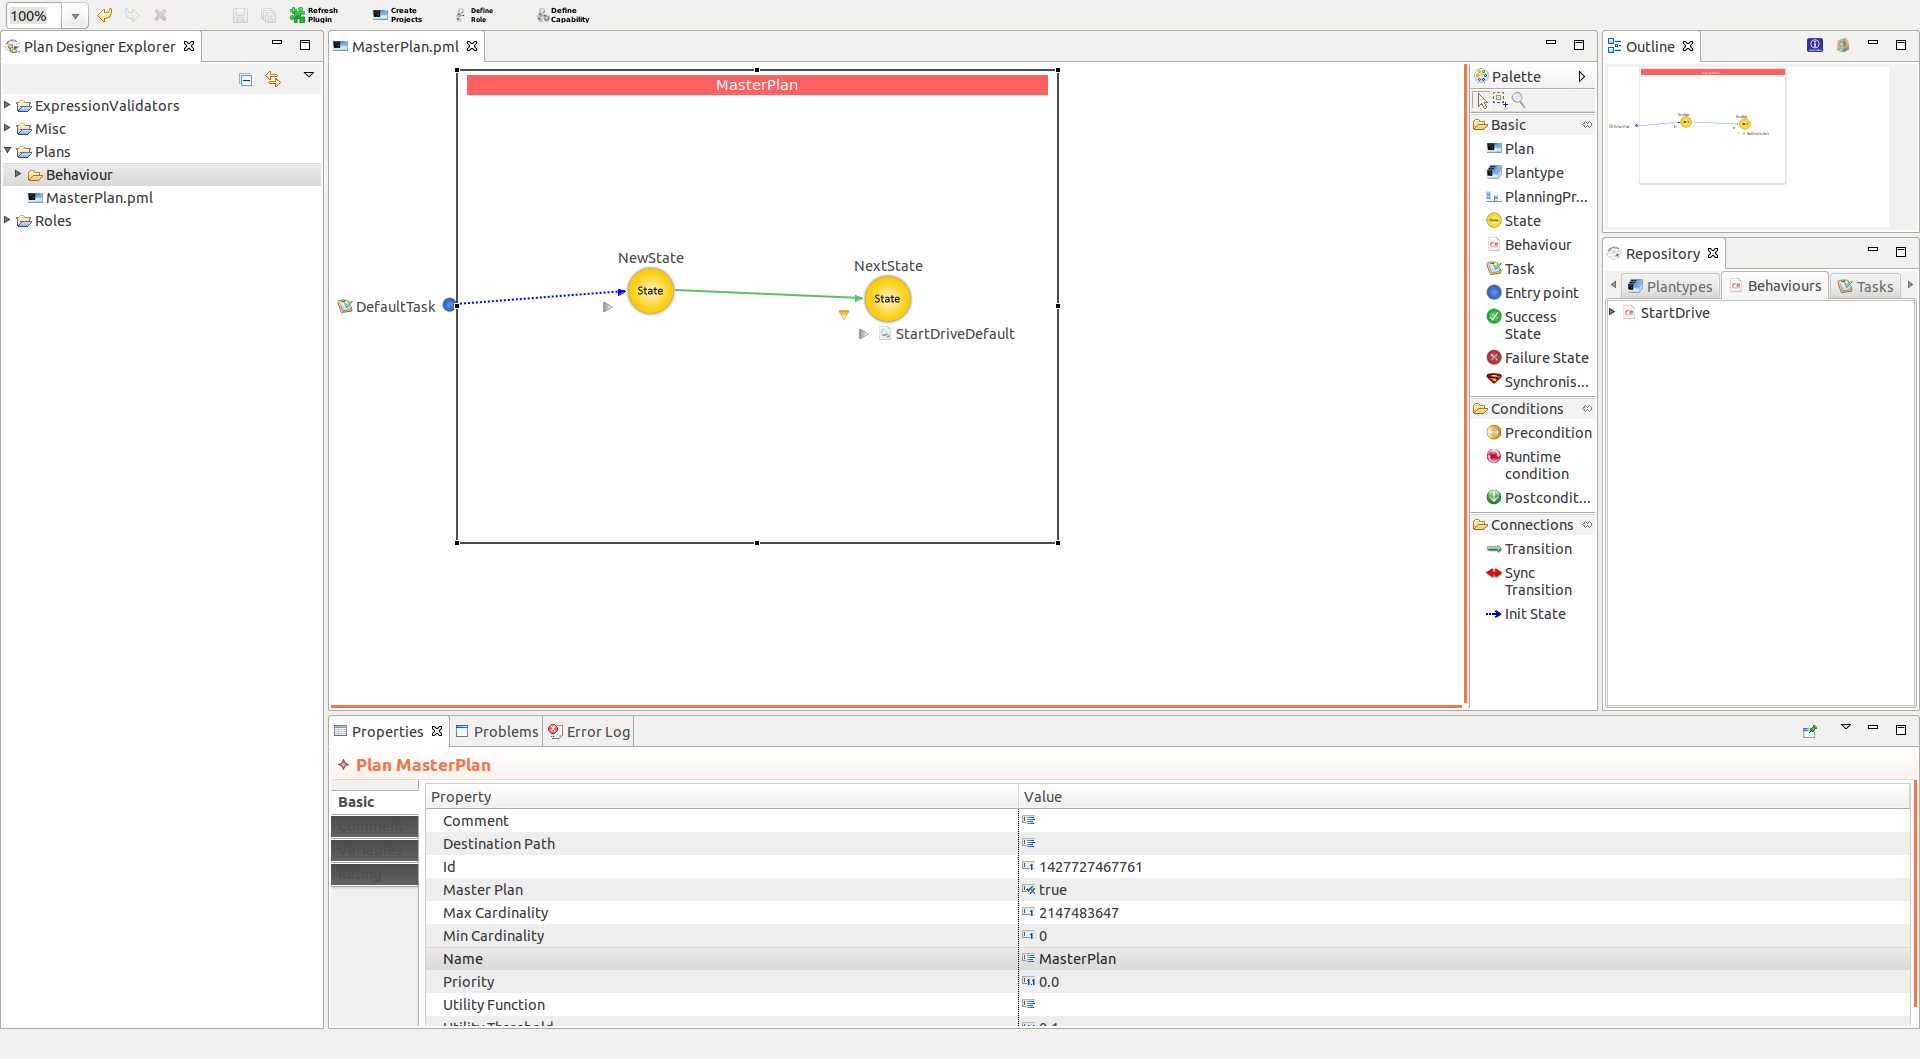 100%
Refresh
Plugin
Create
Projects
Define
Role
Define
Capability
Plan Designer Explorer
ExpressionValidators
Misc
Plans
Behaviour
MasterPlan.pml
Roles
MasterPlan.pml
MasterPlan
NewState
State
NextState
State
DefaultTask
StartDriveDefault
Palette
Basic
Plan
Plantype
PlanningPr...
State
Behaviour
Task
Entry point
Success
State
Failure State
Synchronis...
Conditions
Precondition
Runtime
condition
Postcondit...
Connections
Transition
Sync
Transition
Init State
Outline
Repository
Plantypes
Behaviours
Tasks
StartDrive
Properties
Problems
Error Log
Plan MasterPlan
Basic
Comment
Variables
Rating
Property Value
Comment
Destination Path
Id 1427727467761
Master Plan true
Max Cardinality 2147483647
Min Cardinality 0
Name MasterPlan
Priority 0.0
Utility Function
Utility Threshold 0.1